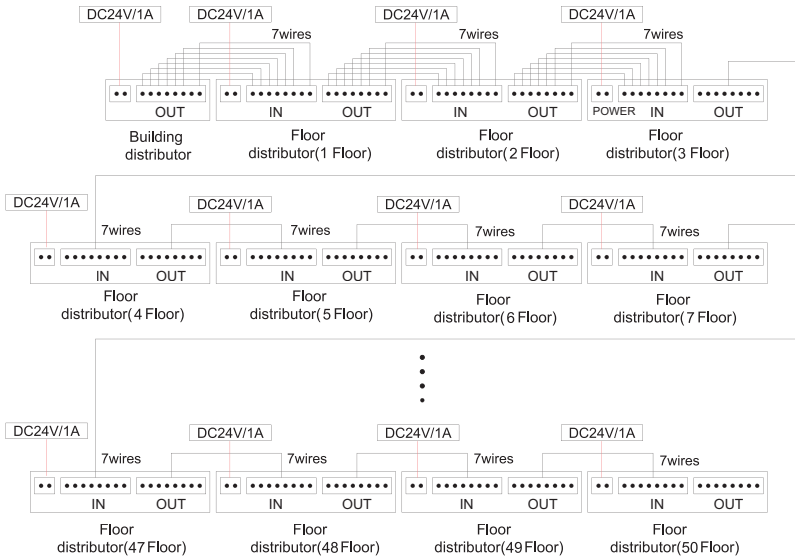 DC24V/1A DC24V/1A DC24V/1A DC24V/1A
7wires 7wires 7wires
OUT IN OUT IN OUT POWER IN OUT
Building distributor
Floor distributor(1 Floor)
Floor distributor(2 Floor)
Floor distributor(3 Floor)
DC24V/1A DC24V/1A DC24V/1A DC24V/1A
7wires 7wires 7wires 7wires
IN OUT IN OUT IN OUT IN OUT
Floor distributor(4 Floor)
Floor distributor(5 Floor)
Floor distributor(6 Floor)
Floor distributor(7 Floor)
DC24V/1A DC24V/1A DC24V/1A DC24V/1A
7wires 7wires 7wires 7wires
IN OUT IN OUT IN OUT IN OUT
Floor distributor(47 Floor)
Floor distributor(48 Floor)
Floor distributor(49 Floor)
Floor distributor(50 Floor)